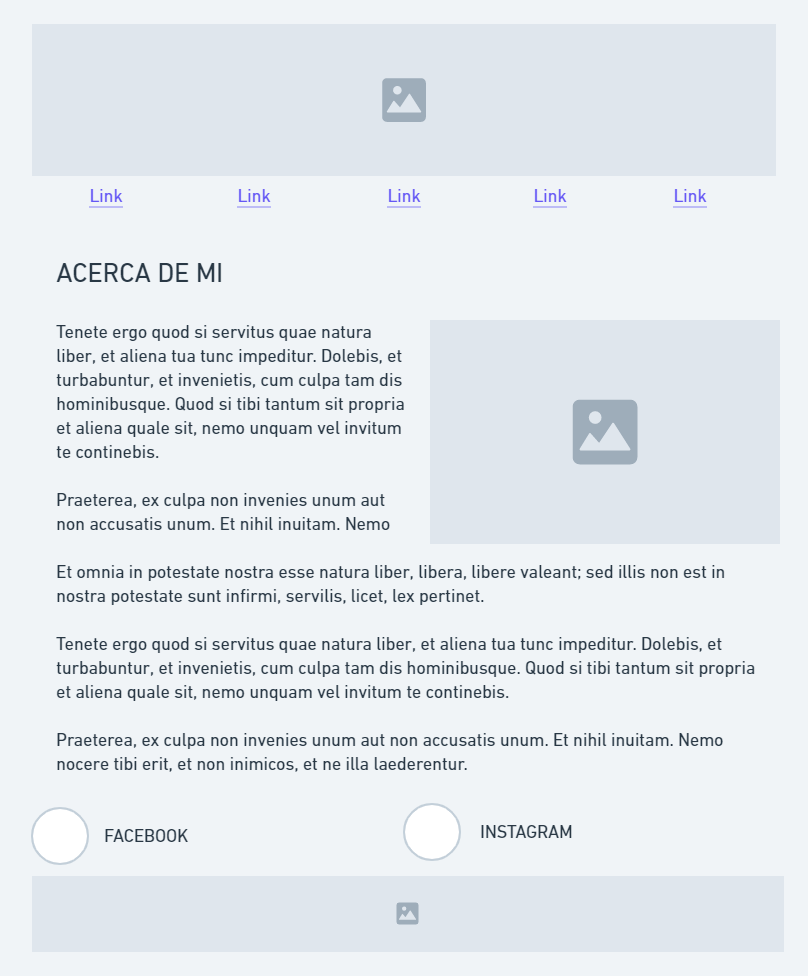 Link Link Link Link Link
ACERCA DE MI
Tenete ergo quod si servitus quae natura
liber, et aliena tua tunc impeditur. Dolebis, et
turbabuntur, et invenietis, cum culpa tam dis
hominibusque. Quod si tibi tantum sit propria
et aliena quale sit, nemo unquam vel invitum
te continebis.
Praeterea, ex culpa non invenies unum aut
non accusatis unum. Et nihil inuitam. Nemo
Et omnia in potestate nostra esse natura liber, libera, libere valeant; sed illis non est in
nostra potestate sunt infirmi, servilis, licet, lex pertinet.
Tenete ergo quod si servitus quae natura liber, et aliena tua tunc impeditur. Dolebis, et
turbabuntur, et invenietis, cum culpa tam dis hominibusque. Quod si tibi tantum sit propria
et aliena quale sit, nemo unquam vel invitum te continebis.
Praeterea, ex culpa non invenies unum aut non accusatis unum. Et nihil inuitam. Nemo
nocere tibi erit, et non inimicos, et ne illa laederentur.
FACEBOOK
INSTAGRAM